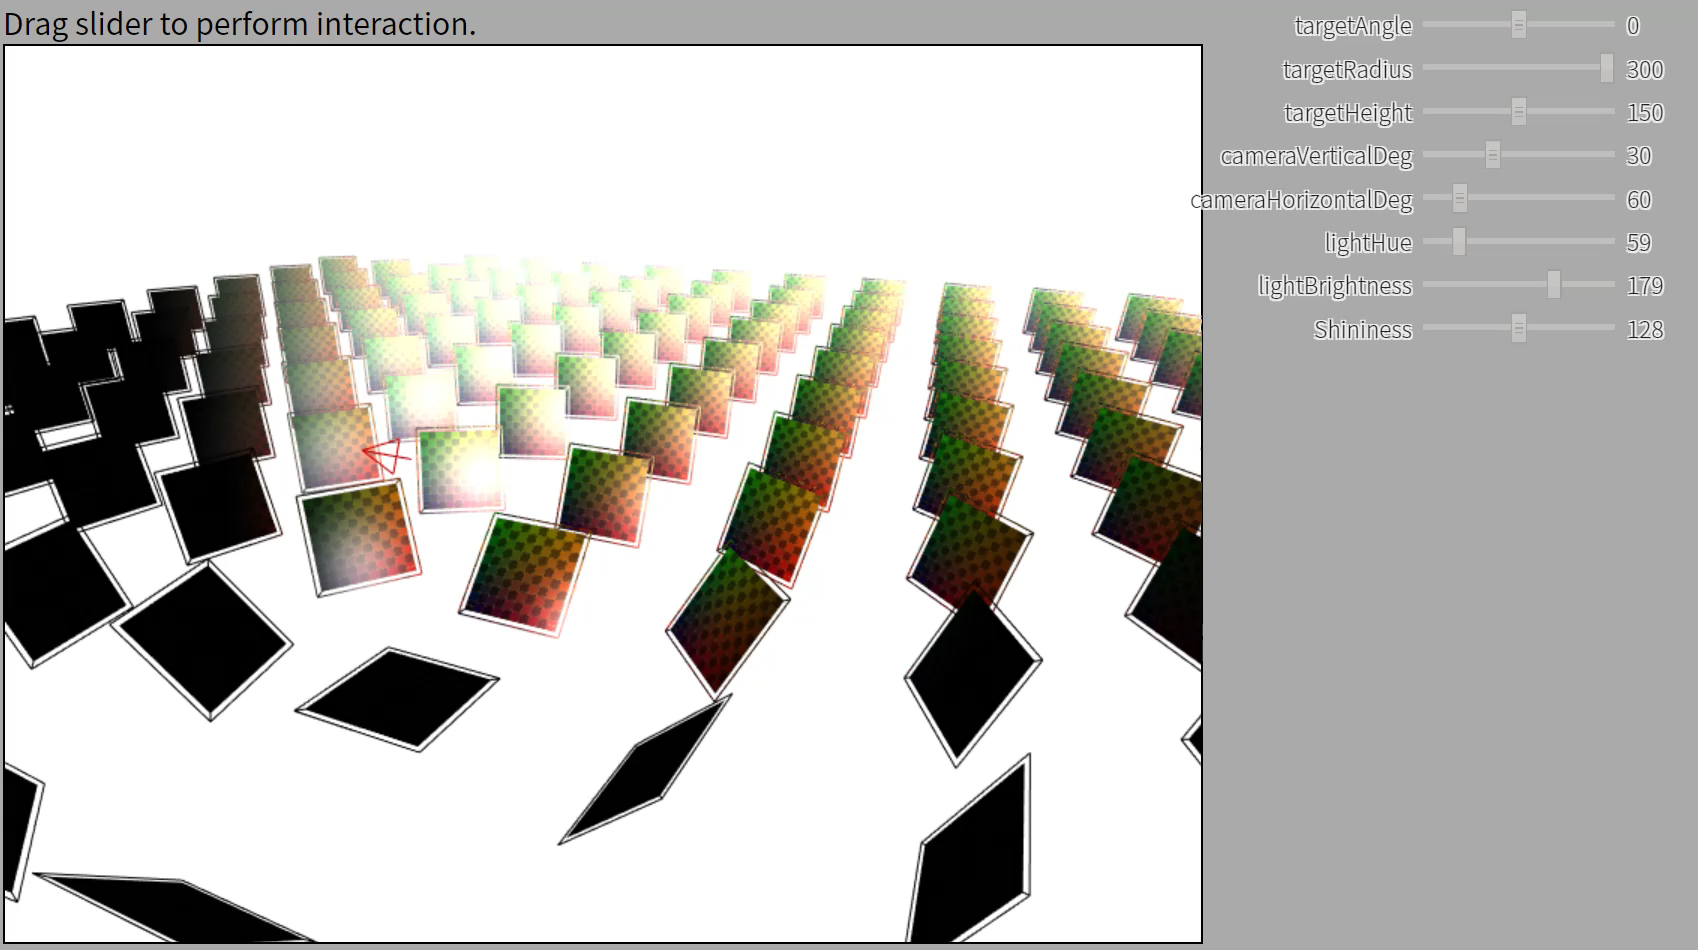 Drag slider to perform interaction.
targetAngle 0
targetRadius 300
targetHeight 150
cameraVerticalDeg 30
cameraHorizontalDeg 60
lightHue 59
lightBrightness 179
Shininess 128